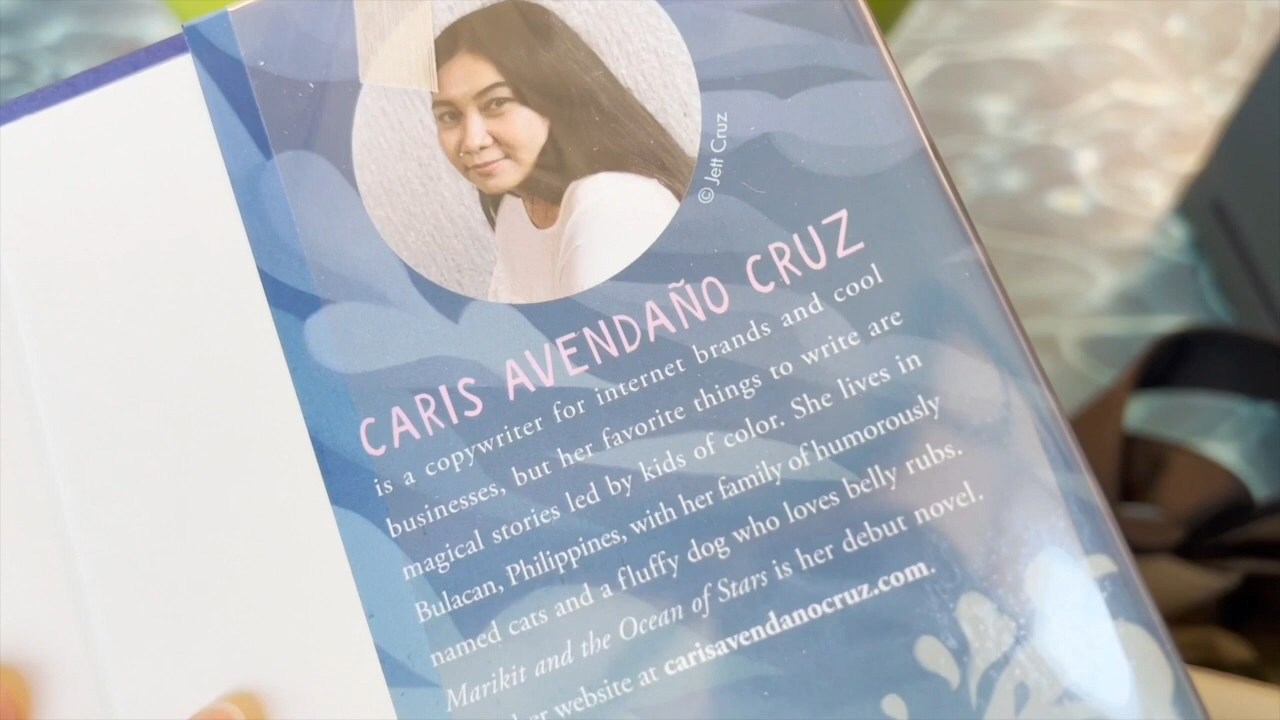 © Jett Cruz
CARIS AVENDAÑO CRUZ
is a copywriter for internet brands and cool
businesses, but her favorite things to write are
magical stories led by kids of color. She lives in
Bulacan, Philippines, with her family of humorously
named cats and a fluffy dog who loves belly rubs.
Marikit and the Ocean of Stars is her debut novel.
her website at carisavendanocruz.com.